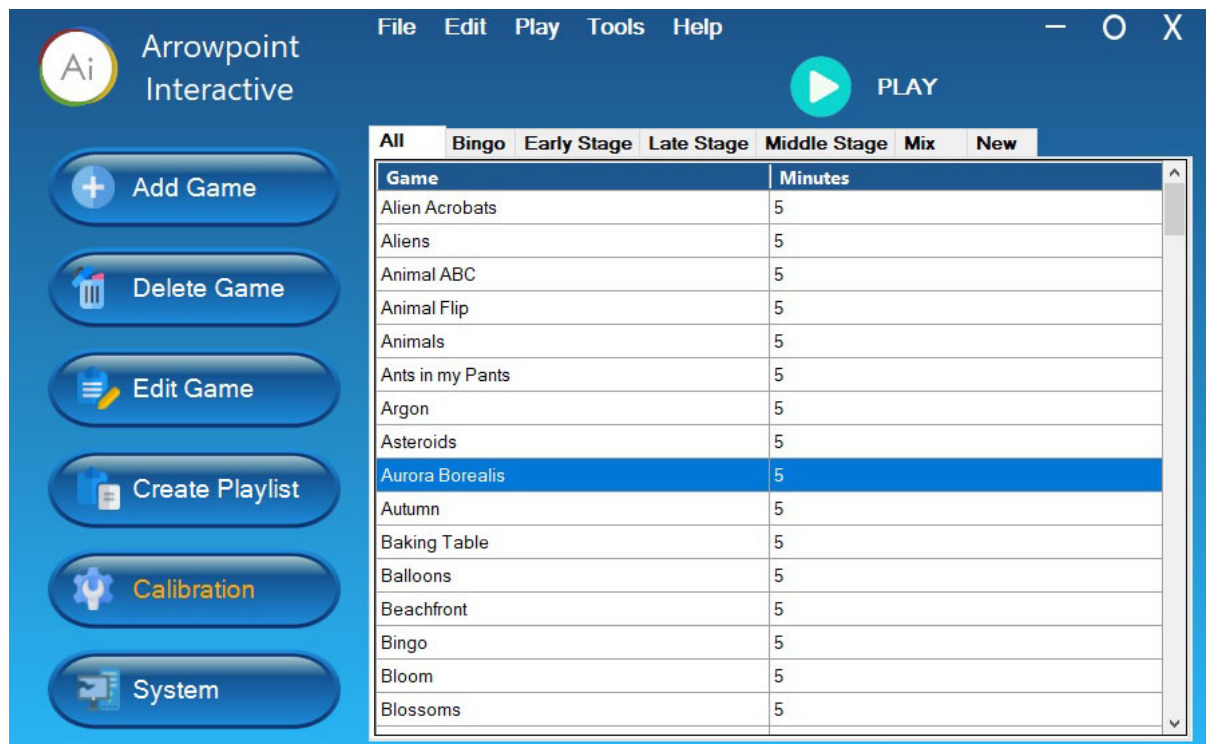 Ai
Arrowpoint
Interactive
File Edit Play Tools Help
— O X
PLAY
Add Game
Delete Game
Edit Game
Create Playlist
Calibration
System
All Bingo Early Stage Late Stage Middle Stage Mix New
Game Minutes
Alien Acrobats 5
Aliens 5
Animal ABC 5
Animal Flip 5
Animals 5
Ants in my Pants 5
Argon 5
Asteroids 5
Aurora Borealis 5
Autumn 5
Baking Table 5
Balloons 5
Beachfront 5
Bingo 5
Bloom 5
Blossoms 5